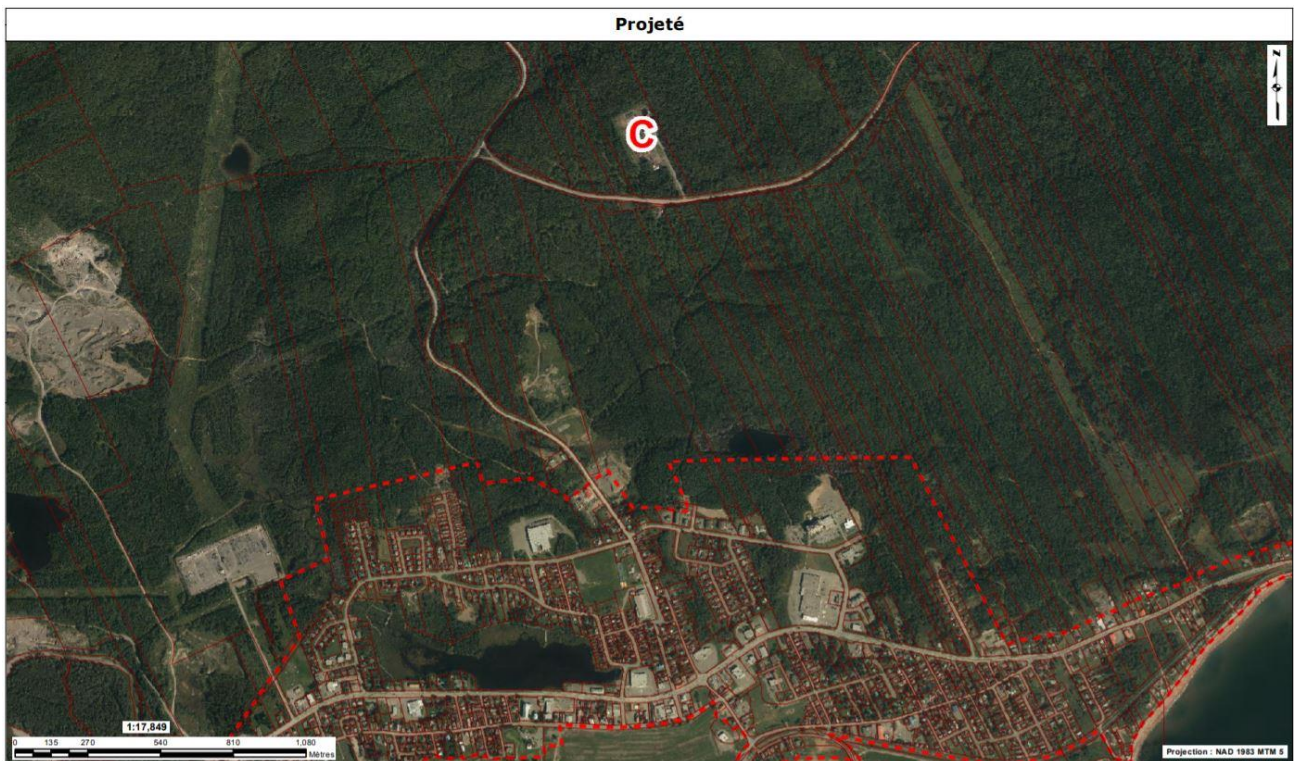 Projeté
N
C
1:17,849
0 135 270 540 810 1,080
Mètres
Projection : NAD 1983 MTM 5